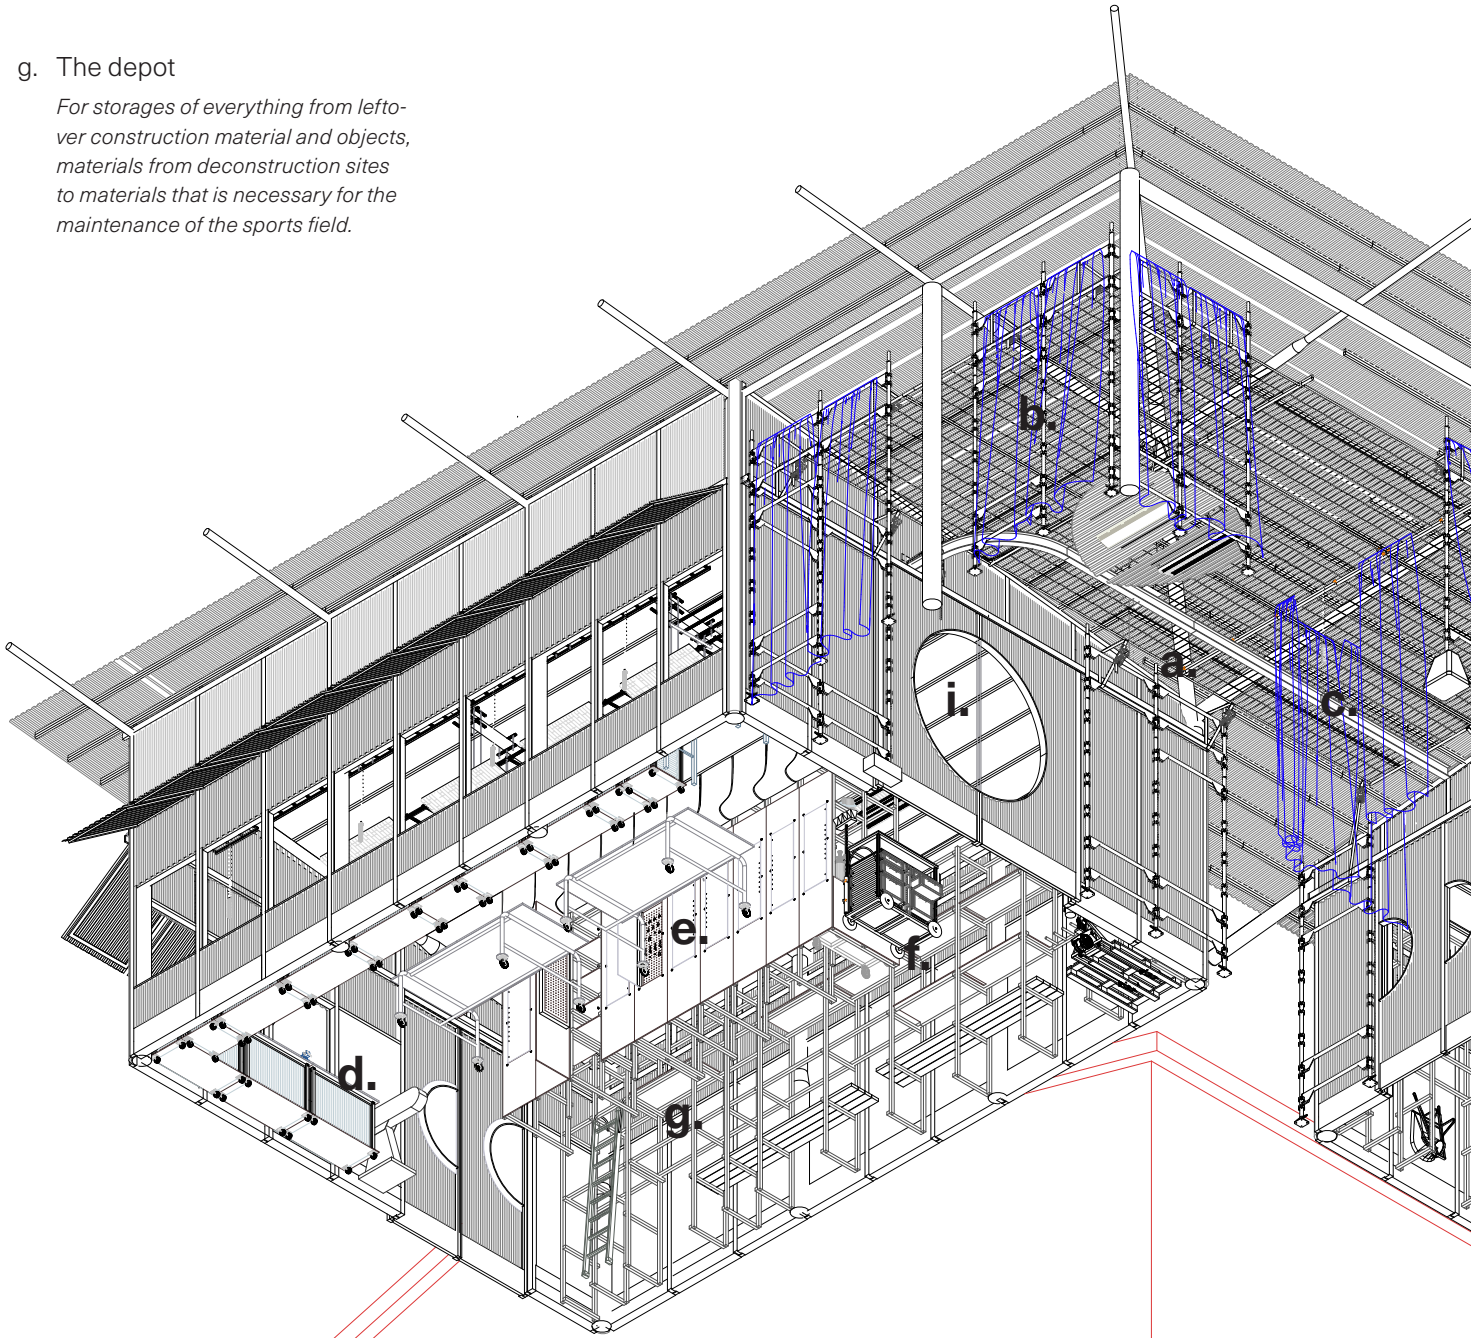 g. The depot
For storages of everything from lefto-
ver construction material and objects,
materials from deconstruction sites
to materials that is necessary for the
maintenance of the sports field.
b.
a.
i.
c.
e.
f.
d.
g.